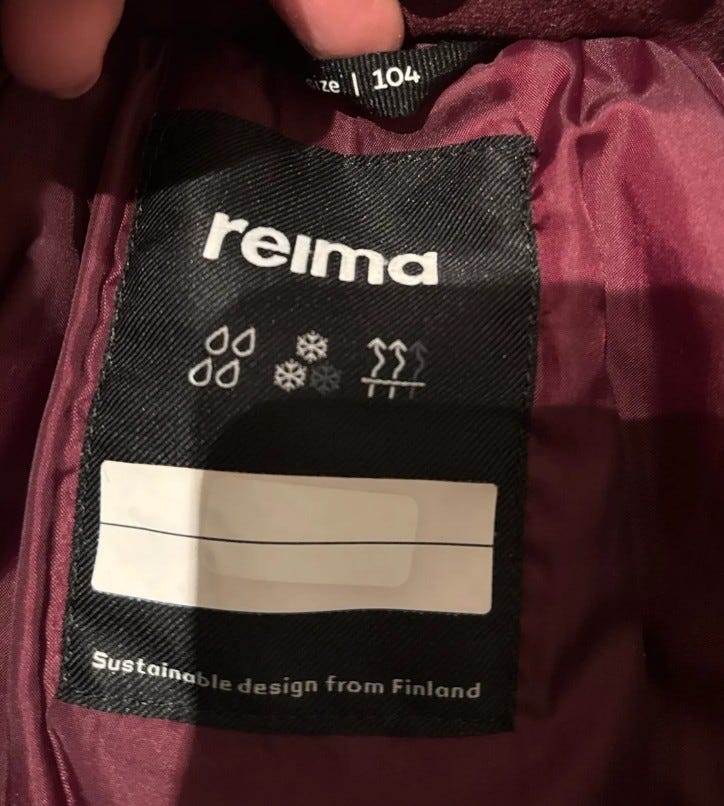 size | 104
reima
Sustainable design from Finland